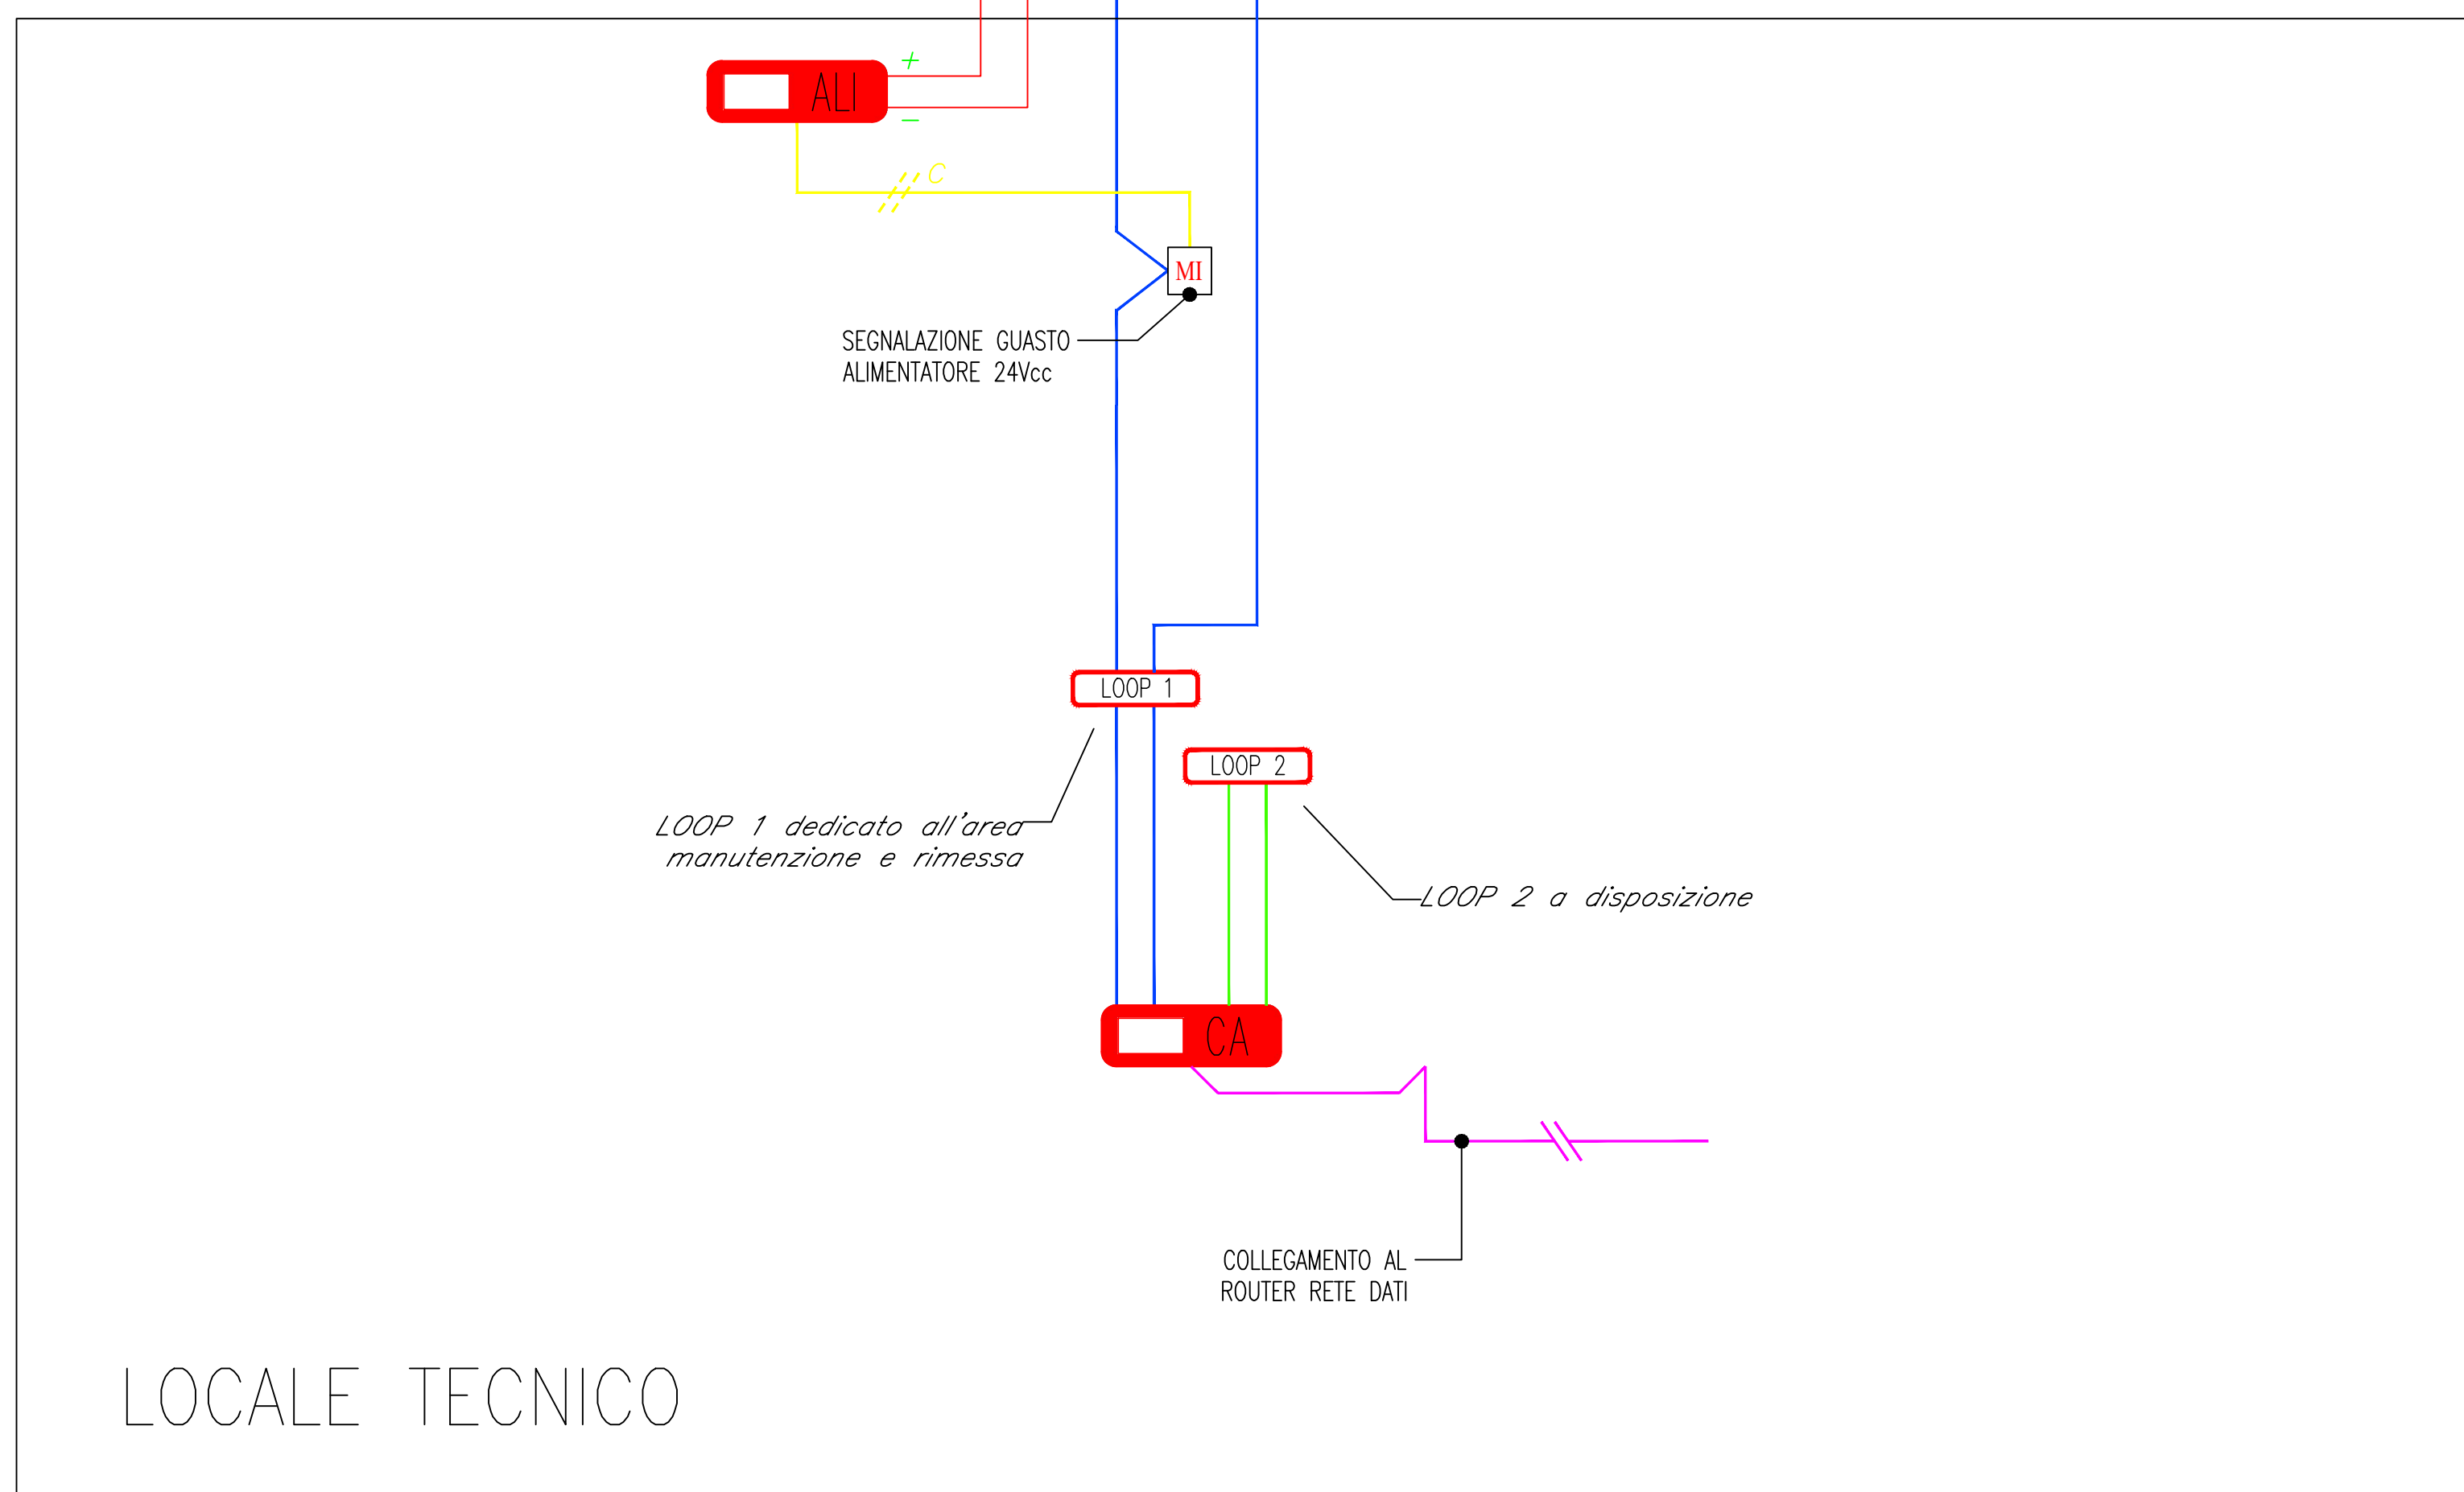 +
ALI
−
C
MI
SEGNALAZIONE GUASTO
ALIMENTATORE 24Vcc
LOOP 1
LOOP 2
LOOP 1 dedicato all'area
manutenzione e rimessa
LOOP 2 a disposizione
CA
COLLEGAMENTO AL
ROUTER RETE DATI
LOCALE TECNICO